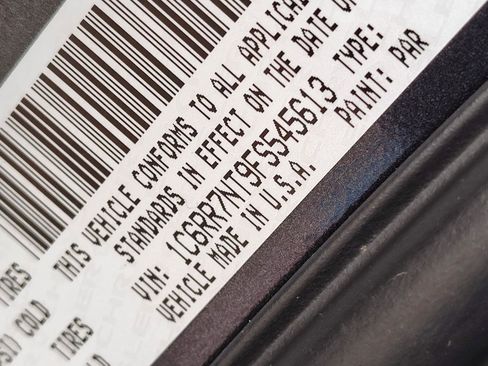 THIS VEHICLE CONFORMS TO ALL APPLICA
STANDARDS IN EFFECT ON THE DATE O
VIN: 1C6RR7NT9FS545613 TYPE:
VEHICLE MADE IN U.S.A. PAINT: PAR
TIRES
COLD
TIRES
COLD